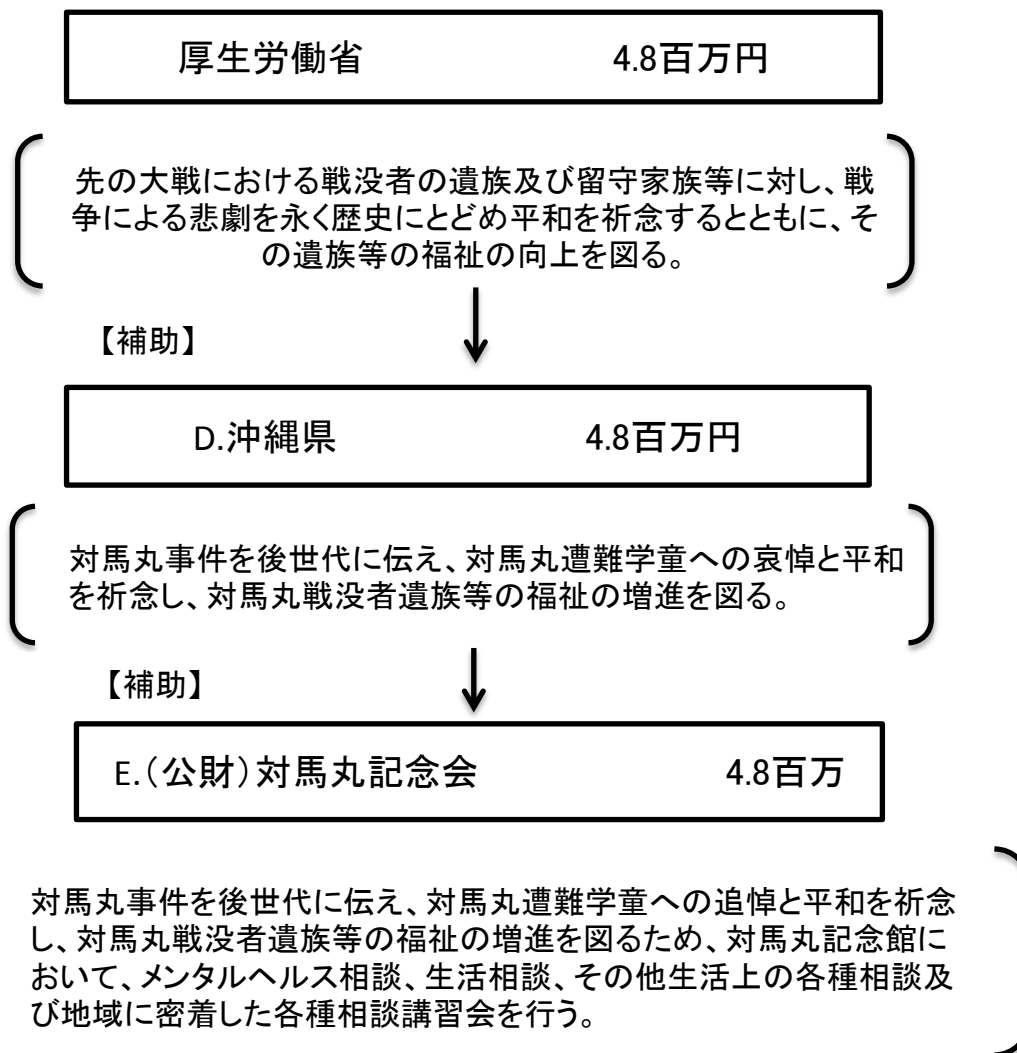 厚生労働省 4.8百万円
先の大戦における戦没者の遺族及び留守家族等に対し、戦
争による悲劇を永く歴史にとどめ平和を祈念するとともに、そ
の遺族等の福祉の向上を図る。
【補助】
D.沖縄県 4.8百万円
対馬丸事件を後世代に伝え、対馬丸遭難学童への哀悼と平和
を祈念し、対馬丸戦没者遺族等の福祉の増進を図る。
【補助】
E.（公財）対馬丸記念会 4.8百万
対馬丸事件を後世代に伝え、対馬丸遭難学童への追悼と平和を祈念
し、対馬丸戦没者遺族等の福祉の増進を図るため、対馬丸記念館に
おいて、メンタルヘルス相談、生活相談、その他生活上の各種相談及
び地域に密着した各種相談講習会を行う。